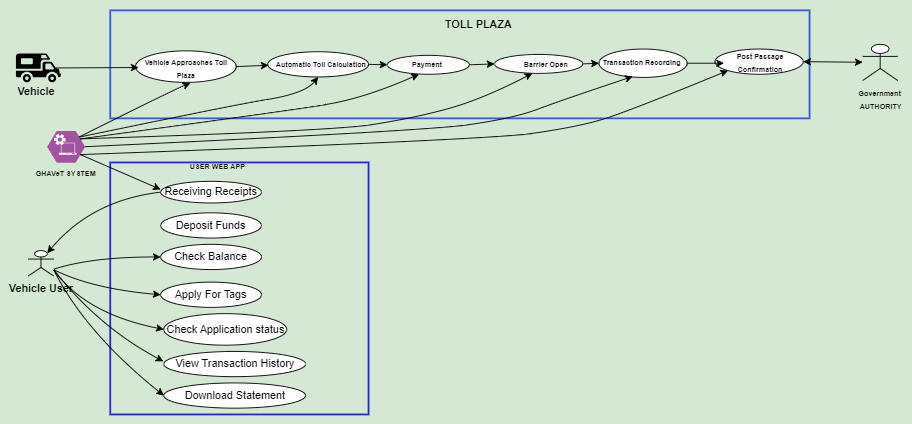 TOLL PLAZA
Vehicle Approaches Toll
Plaza
Automatic Toll Calculation
Payment
Barrier Open
Transaction Recording
Post Passage
Confirmation
Vehicle
Government
AUTHORITY
GHAVeT SYSTEM
USER WEB APP
Receiving Receipts
Deposit Funds
Check Balance
Vehicle User
Apply For Tags
Check Application status
View Transaction History
Download Statement